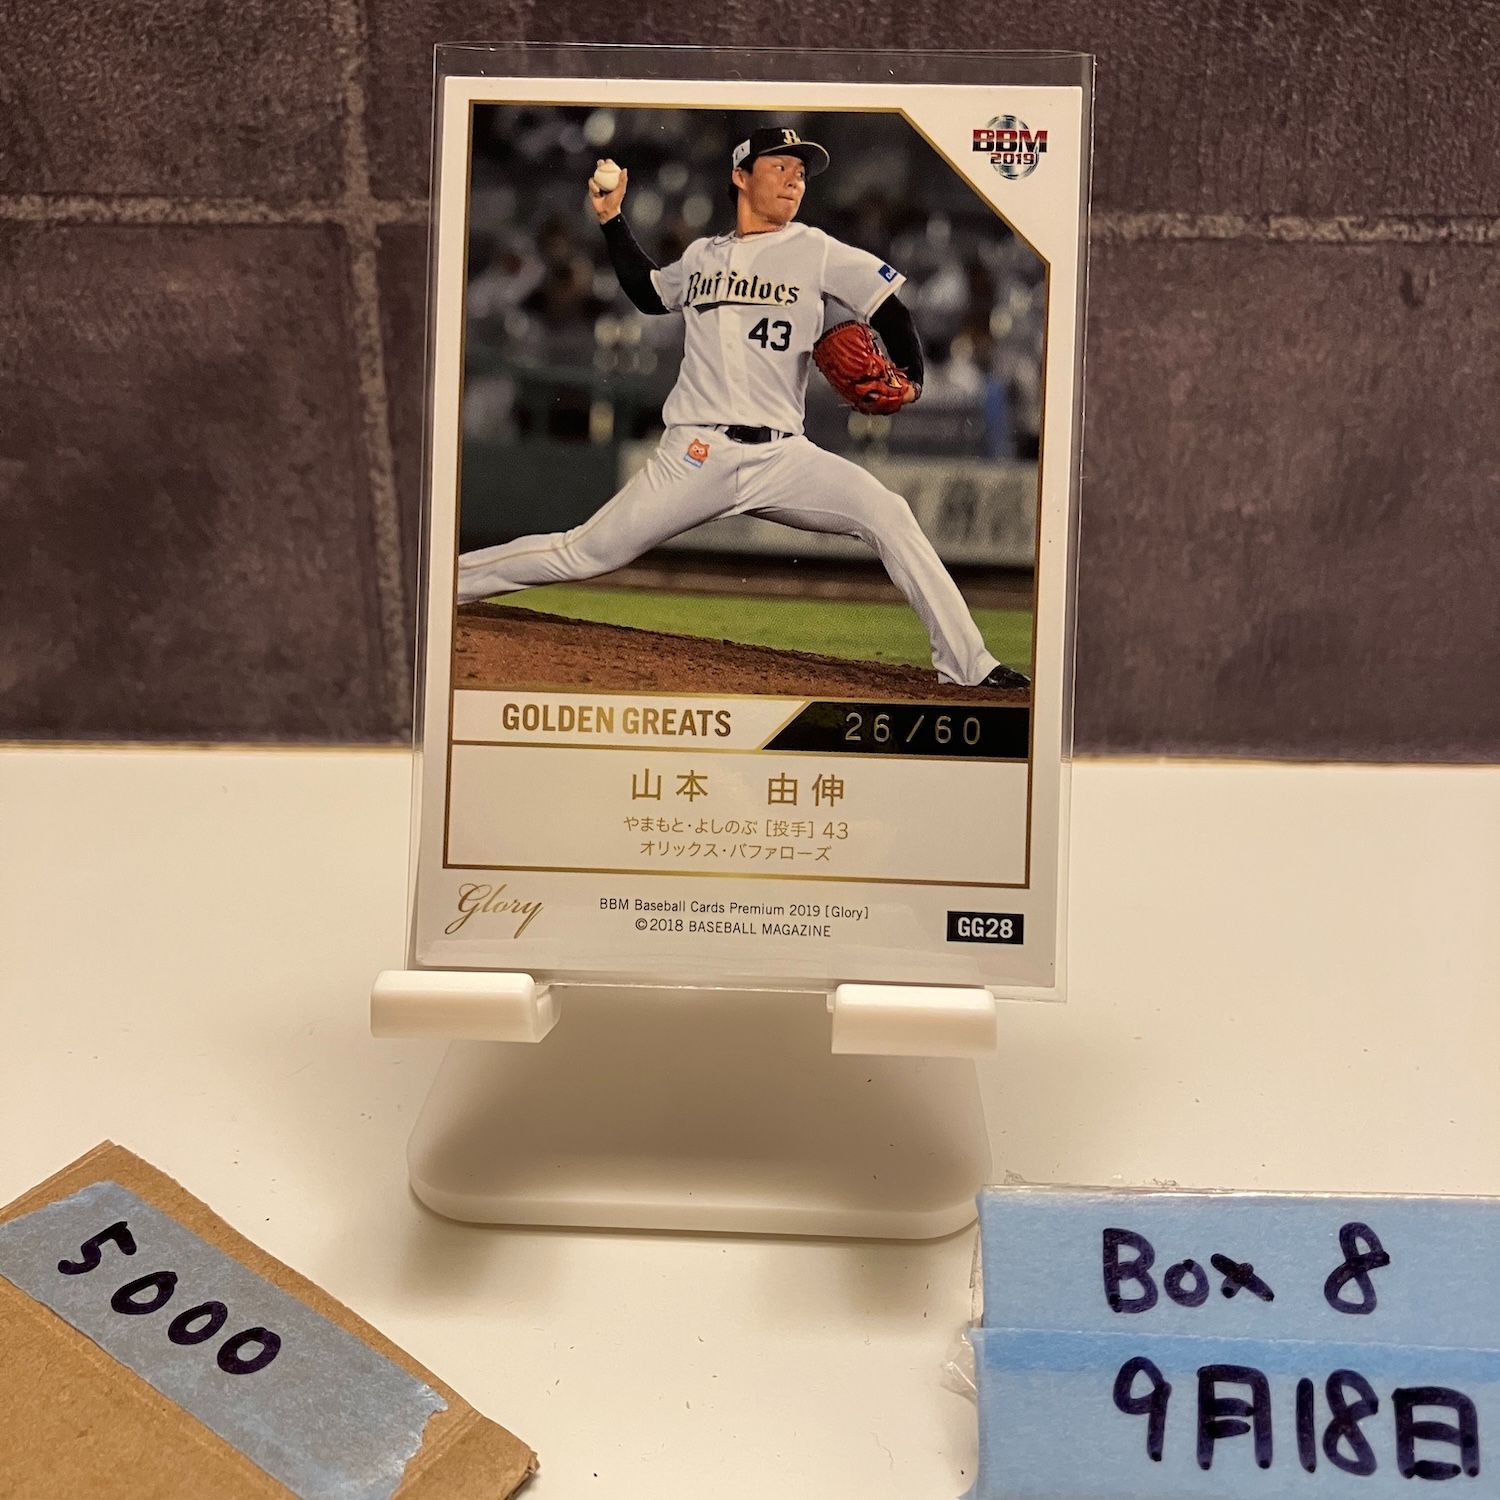 BBM
2019
Buffaloes
43
GOLDEN GREATS
26/60
山本 由伸
やまもと・よしのぶ [投手] 43
オリックス・バファローズ
Glory
BBM Baseball Cards Premium 2019 [Glory]
©2018 BASEBALL MAGAZINE
GG28
5000
Box 8
9月18日